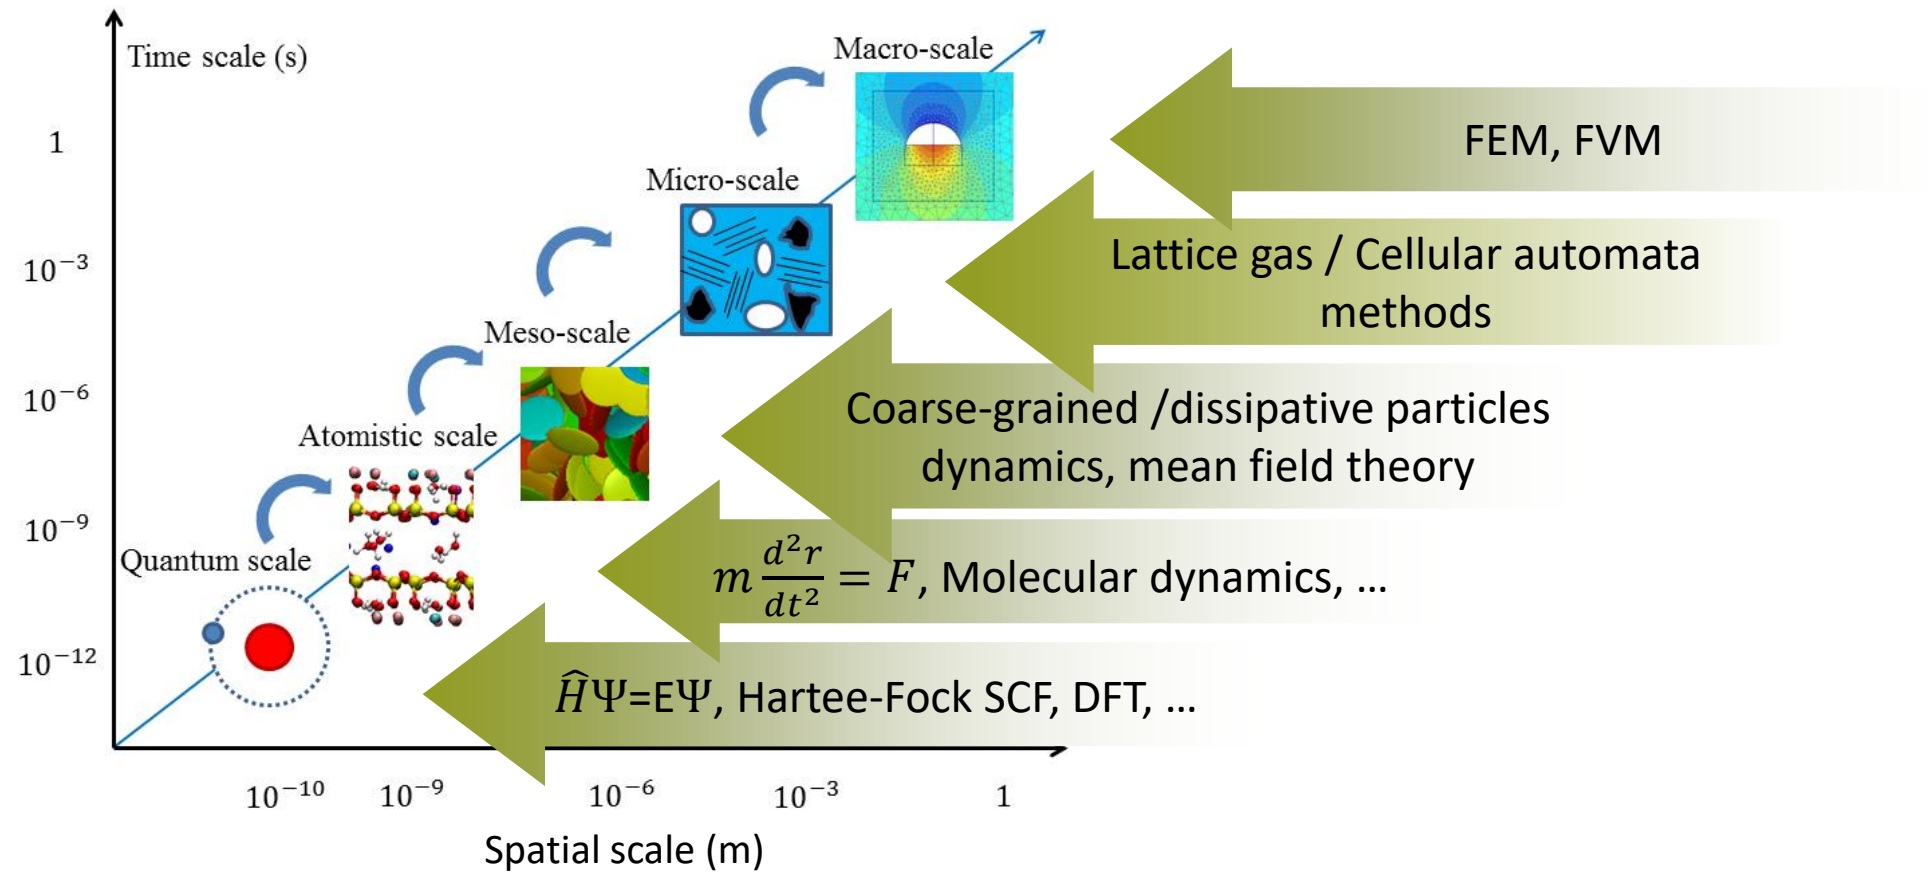 Time scale (s)
Macro-scale
FEM, FVM
1
Micro-scale
Lattice gas / Cellular automata
methods
10⁻³
Meso-scale
Coarse-grained /dissipative particles
dynamics, mean field theory
10⁻⁶
Atomistic scale
10⁻⁹
Quantum scale
m d²r/dt² = F, Molecular dynamics, ...
10⁻¹²
ĤΨ=EΨ, Hartee-Fock SCF, DFT, ...
10⁻¹⁰ 10⁻⁹ 10⁻⁶ 10⁻³ 1
Spatial scale (m)